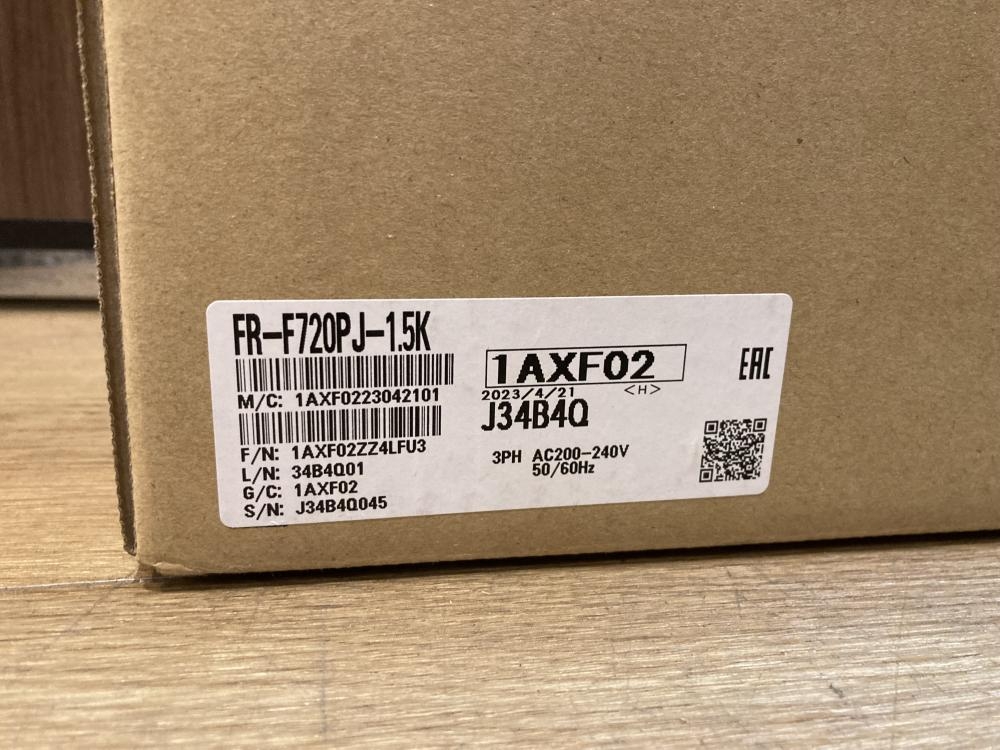 FR-F720PJ-1.5K
M/C: 1AXF0223042101
F/N: 1AXF02ZZ4LFU3
L/N: 34B4Q01
G/C: 1AXF02
S/N: J34B4Q045
1AXF02
2023/4/21 <H>
J34B4Q
3PH AC200-240V
50/60Hz
EAC